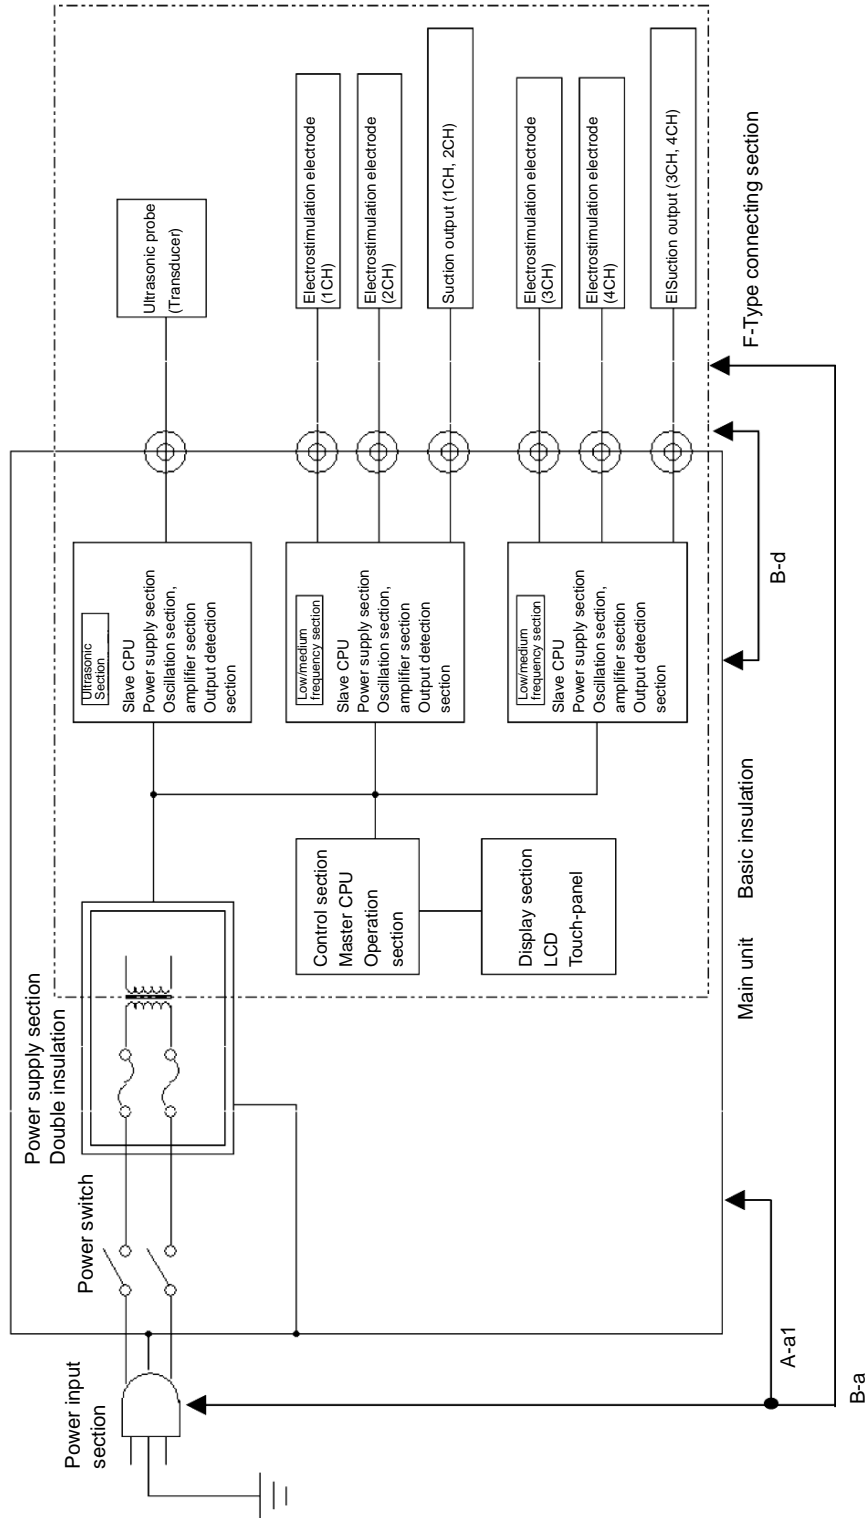 Power input
section
Power switch
Power supply section
Double insulation
Ultrasonic
Section
Slave CPU
Power supply section
Oscillation section,
amplifier section
Output detection
section
Ultrasonic probe
(Transducer)
Control section
Master CPU
Operation
section
Low/medium
frequency section
Slave CPU
Power supply section
Oscillation section,
amplifier section
Output detection
section
Electrostimulation electrode
(1CH)
Electrostimulation electrode
(2CH)
Suction output (1CH, 2CH)
Display section
LCD
Touch-panel
Low/medium
frequency section
Slave CPU
Power supply section
Oscillation section,
amplifier section
Output detection
section
Electrostimulation electrode
(3CH)
Electrostimulation electrode
(4CH)
ElSuction output (3CH, 4CH)
Main unit
Basic insulation
F-Type connecting section
A-a1
B-d
B-a